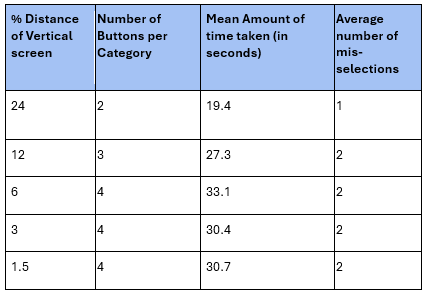 % Distance of Vertical screen | Number of Buttons per Category | Mean Amount of time taken (in seconds) | Average number of mis-selections
24 | 2 | 19.4 | 1
12 | 3 | 27.3 | 2
6 | 4 | 33.1 | 2
3 | 4 | 30.4 | 2
1.5 | 4 | 30.7 | 2